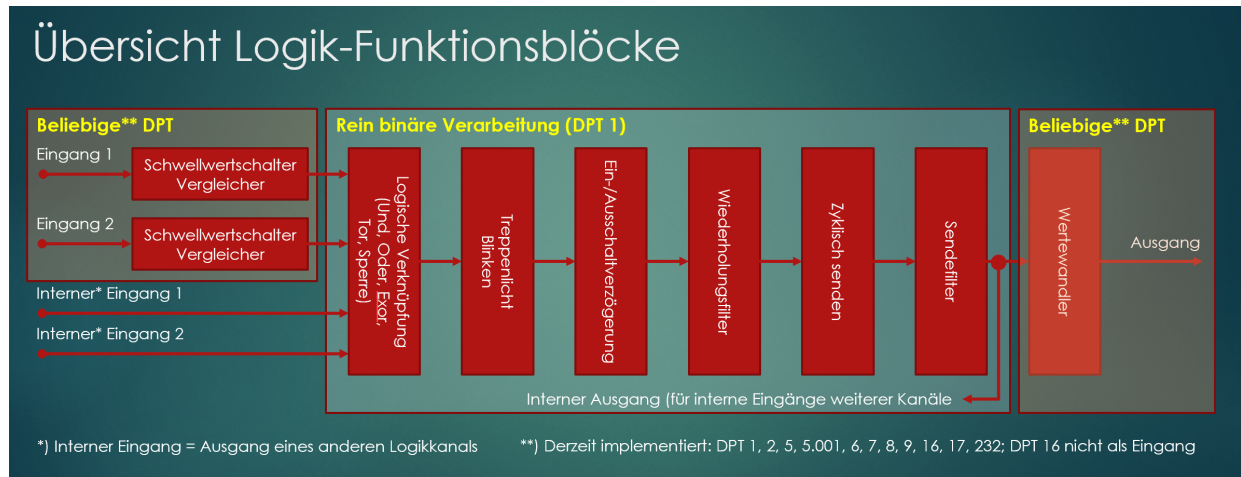 Übersicht Logik-Funktionsblöcke
Beliebige** DPT
Eingang 1
Schwellwertschalter
Vergleicher
Eingang 2
Schwellwertschalter
Vergleicher
Interner* Eingang 1
Interner* Eingang 2
Rein binäre Verarbeitung (DPT 1)
Logische Verknüpfung
(Und, Oder, Exor,
Tor, Sperre)
Treppenlicht
Blinken
Ein-/Ausschaltverzögerung
Wiederholungsfilter
Zyklisch senden
Sendefilter
Interner Ausgang (für interne Eingänge weiterer Kanäle
Beliebige** DPT
Wertewandler
Ausgang
*) Interner Eingang = Ausgang eines anderen Logikkanals
**) Derzeit implementiert: DPT 1, 2, 5, 5.001, 6, 7, 8, 9, 16, 17, 232; DPT 16 nicht als Eingang